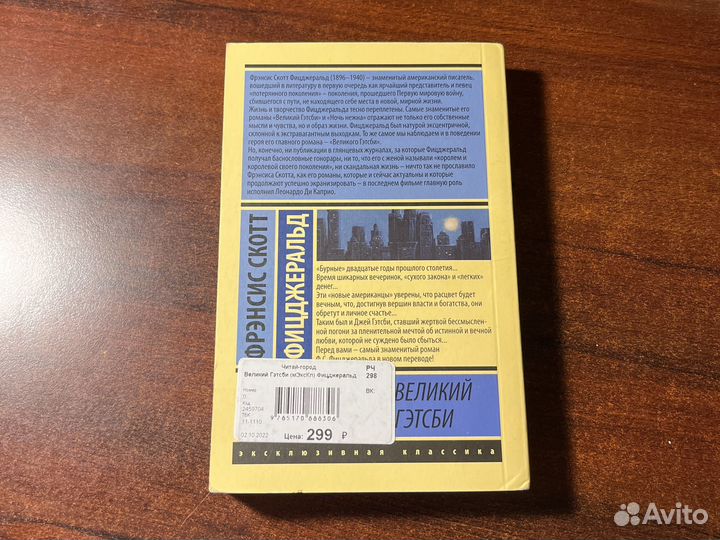 Фрэнсис Скотт Фицджеральд (1896–1940) – знаменитый американский писатель,
вошедший в литературу в первую очередь как ярчайший представитель и певец
«потерянного поколения» – поколения, прошедшего Первую мировую войну,
сбившегося с пути, не находящего себе места в новой, мирной жизни.
Жизнь и творчество Фицджеральда тесно переплетены. Самые знаменитые его
романы «Великий Гэтсби» и «Ночь нежна» отражают не только его собственные
мысли и чувства, но и образ жизни. Фицджеральд был натурой эксцентричной,
склонной к экстравагантным выходкам. То же самое мы наблюдаем и в поведении
героя его главного романа – «Великого Гэтсби».
Но, конечно, ни публикации в глянцевых журналах, за которые Фицджеральд
получал баснословные гонорары, ни то, что его с женой называли «королем и
королевой своего поколения», ни скандальная жизнь – ничто так не прославило
Фрэнсиса Скотта, как его романы, которые и сейчас актуальны и которые
продолжают успешно экранизировать – в последнем фильме главную роль
исполнил Леонардо Ди Каприо.
ФРЭНСИС СКОТТ
ФИЦДЖЕРАЛЬД
«Бурные» двадцатые годы прошлого столетия...
Время шикарных вечеринок, «сухого закона» и «легких»
денег...
Эти «новые американцы» уверены, что расцвет будет
вечным, что, достигнув вершин власти и богатства, они
обретут и личное счастье...
Таким был и Джей Гэтсби, ставший жертвой бессмыслен-
ной погони за пленительной мечтой об истинной и вечной
любви, которой не суждено было сбыться...
Перед вами – самый знаменитый роман
Ф.С. Фицджеральда в новом переводе!
Читай-город
РЧ
Великий Гэтсби (мЭксКл) Фицджеральд
298
Номер
ВК:
П:
Код
2459704
ТБК
11-1110
9785170666306
02.10.2022
Цена: 299 ₽
ВЕЛИКИЙ
ГЭТСБИ
эксклюзивная классика
Avito